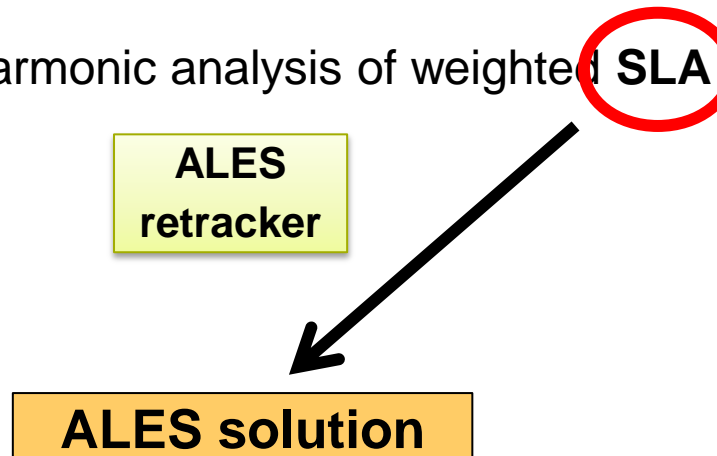 armonic analysis of weighted SLA
ALES
retracker
ALES solution